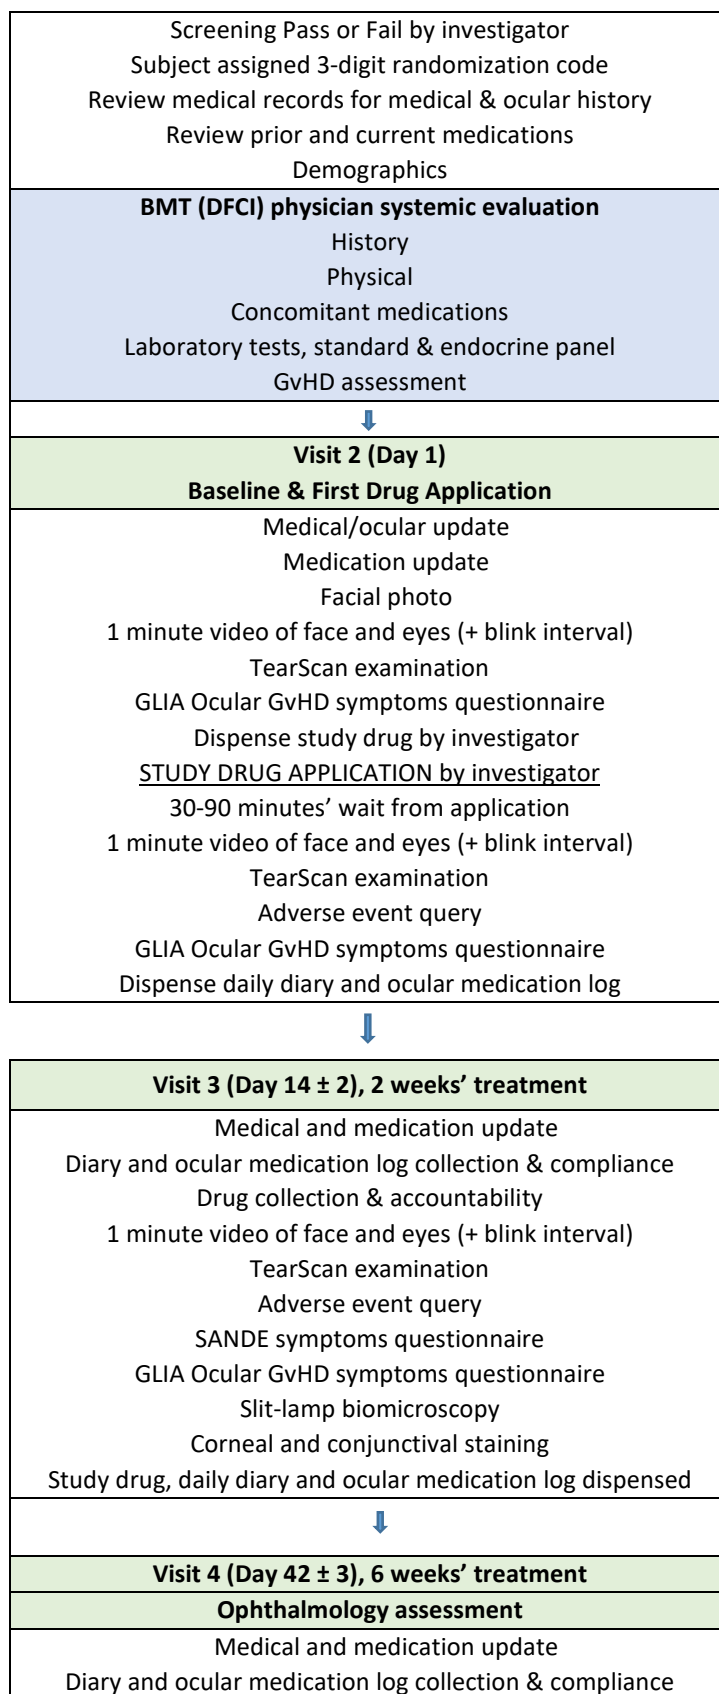 Screening Pass or Fail by investigator
Subject assigned 3-digit randomization code
Review medical records for medical & ocular history
Review prior and current medications
Demographics
BMT (DFCI) physician systemic evaluation
History
Physical
Concomitant medications
Laboratory tests, standard & endocrine panel
GvHD assessment
Visit 2 (Day 1)
Baseline & First Drug Application
Medical/ocular update
Medication update
Facial photo
1 minute video of face and eyes (+ blink interval)
TearScan examination
GLIA Ocular GvHD symptoms questionnaire
Dispense study drug by investigator
STUDY DRUG APPLICATION by investigator
30-90 minutes’ wait from application
1 minute video of face and eyes (+ blink interval)
TearScan examination
Adverse event query
GLIA Ocular GvHD symptoms questionnaire
Dispense daily diary and ocular medication log
Visit 3 (Day 14 ± 2), 2 weeks’ treatment
Medical and medication update
Diary and ocular medication log collection & compliance
Drug collection & accountability
1 minute video of face and eyes (+ blink interval)
TearScan examination
Adverse event query
SANDE symptoms questionnaire
GLIA Ocular GvHD symptoms questionnaire
Slit-lamp biomicroscopy
Corneal and conjunctival staining
Study drug, daily diary and ocular medication log dispensed
Visit 4 (Day 42 ± 3), 6 weeks’ treatment
Ophthalmology assessment
Medical and medication update
Diary and ocular medication log collection & compliance